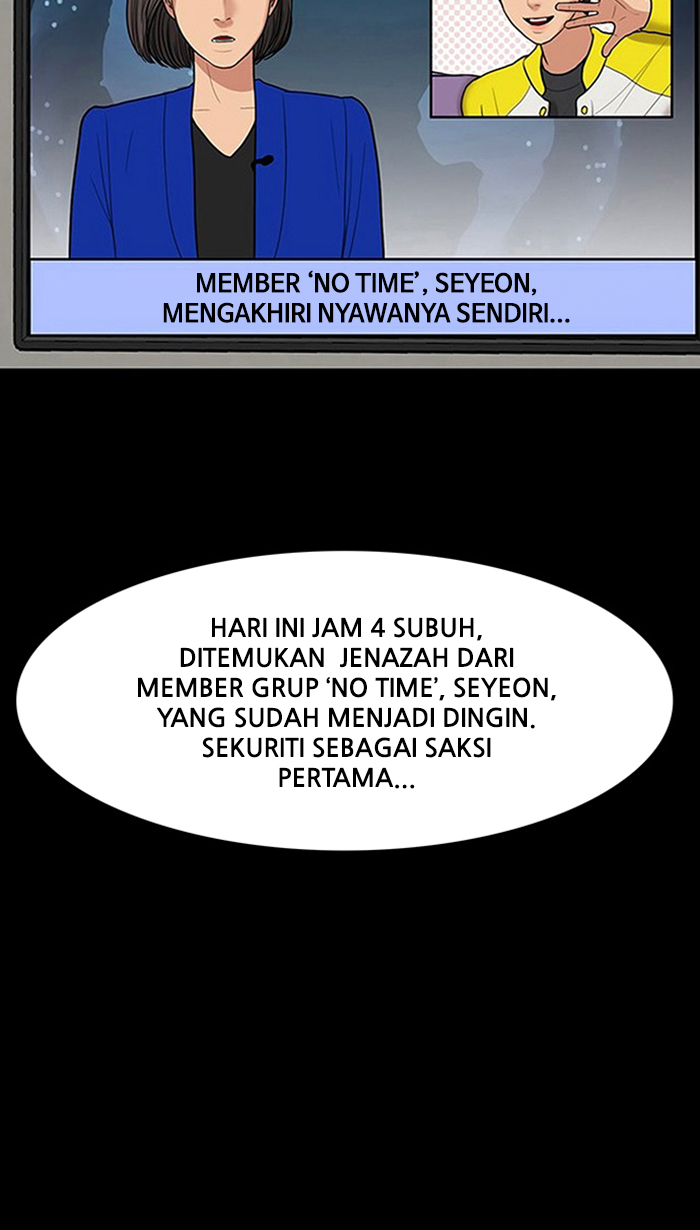 MEMBER ‘NO TIME’, SEYEON,
MENGAKHIRI NYAWANYA SENDIRI...
HARI INI JAM 4 SUBUH,
DITEMUKAN JENAZAH DARI
MEMBER GRUP ‘NO TIME’, SEYEON,
YANG SUDAH MENJADI DINGIN.
SEKURITI SEBAGAI SAKSI
PERTAMA...